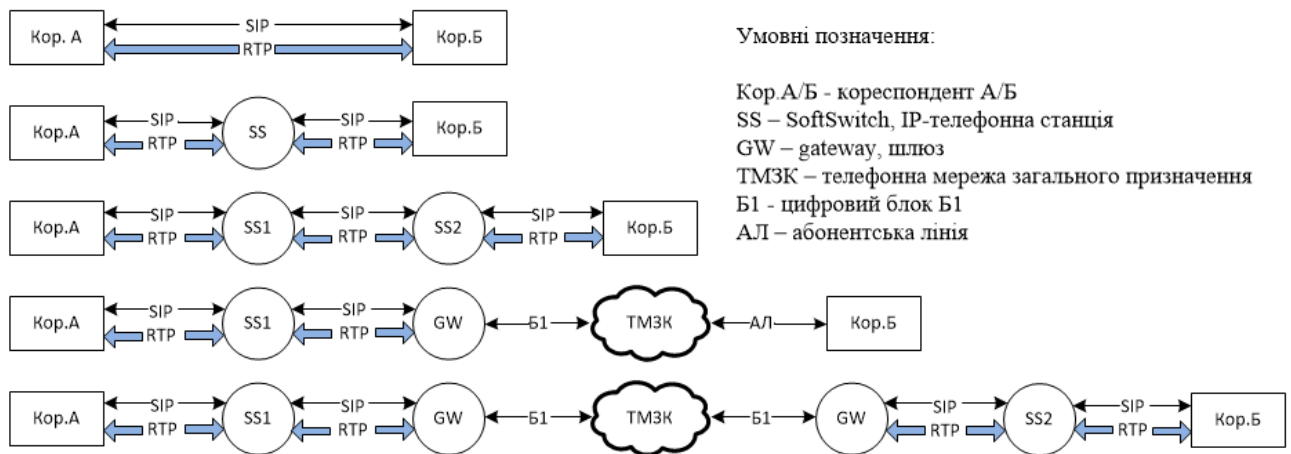 Кор. А
SIP
RTP
Кор.Б
Кор.А
SIP
RTP
SS
SIP
RTP
Кор.Б
Кор.А
SIP
RTP
SS1
SIP
RTP
SS2
SIP
RTP
Кор.Б
Кор.А
SIP
RTP
SS1
SIP
RTP
GW
Б1
ТМЗК
АЛ
Кор.Б
Кор.А
SIP
RTP
SS1
SIP
RTP
GW
Б1
ТМЗК
Б1
GW
SIP
RTP
SS2
SIP
RTP
Кор.Б
Умовні позначення:
Кор.А/Б - кореспондент А/Б
SS – SoftSwitch, IP-телефонна станція
GW – gateway, шлюз
ТМЗК – телефонна мережа загального призначення
Б1 - цифровий блок Б1
АЛ – абонентська лінія